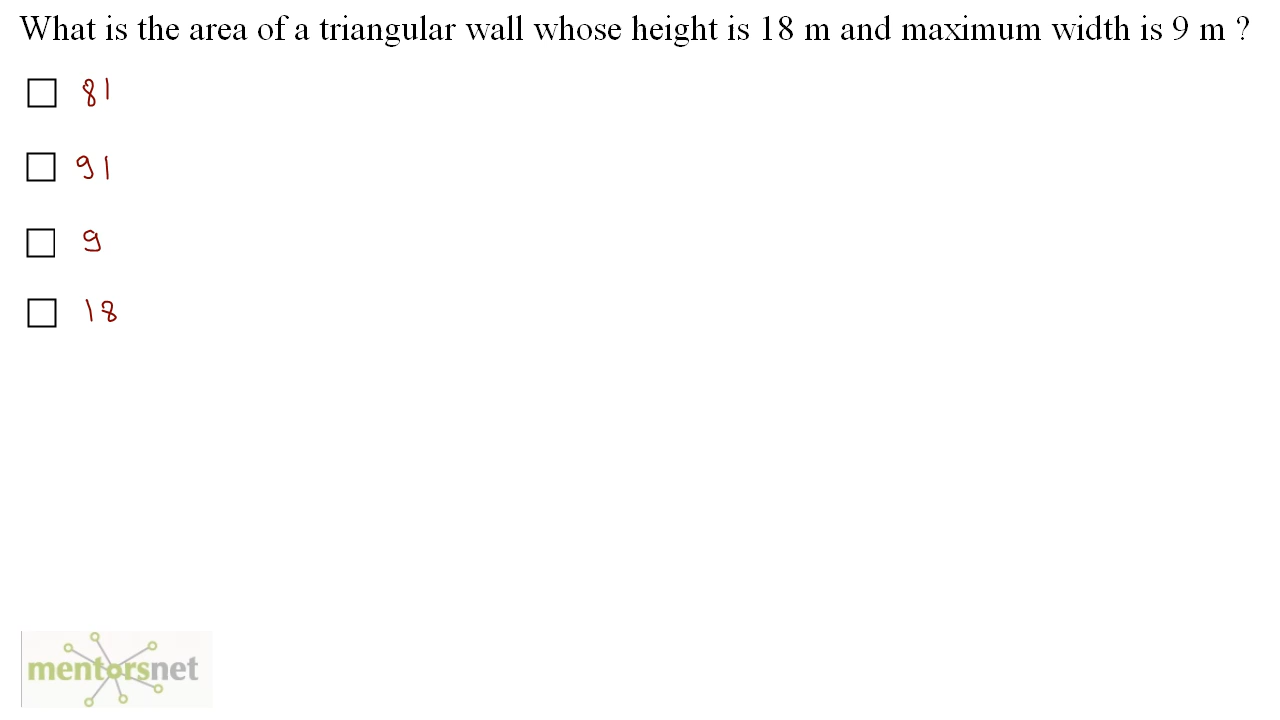 What is the area of a triangular wall whose height is 18 m and maximum width is 9 m ?
81
91
9
18
mentorsnet